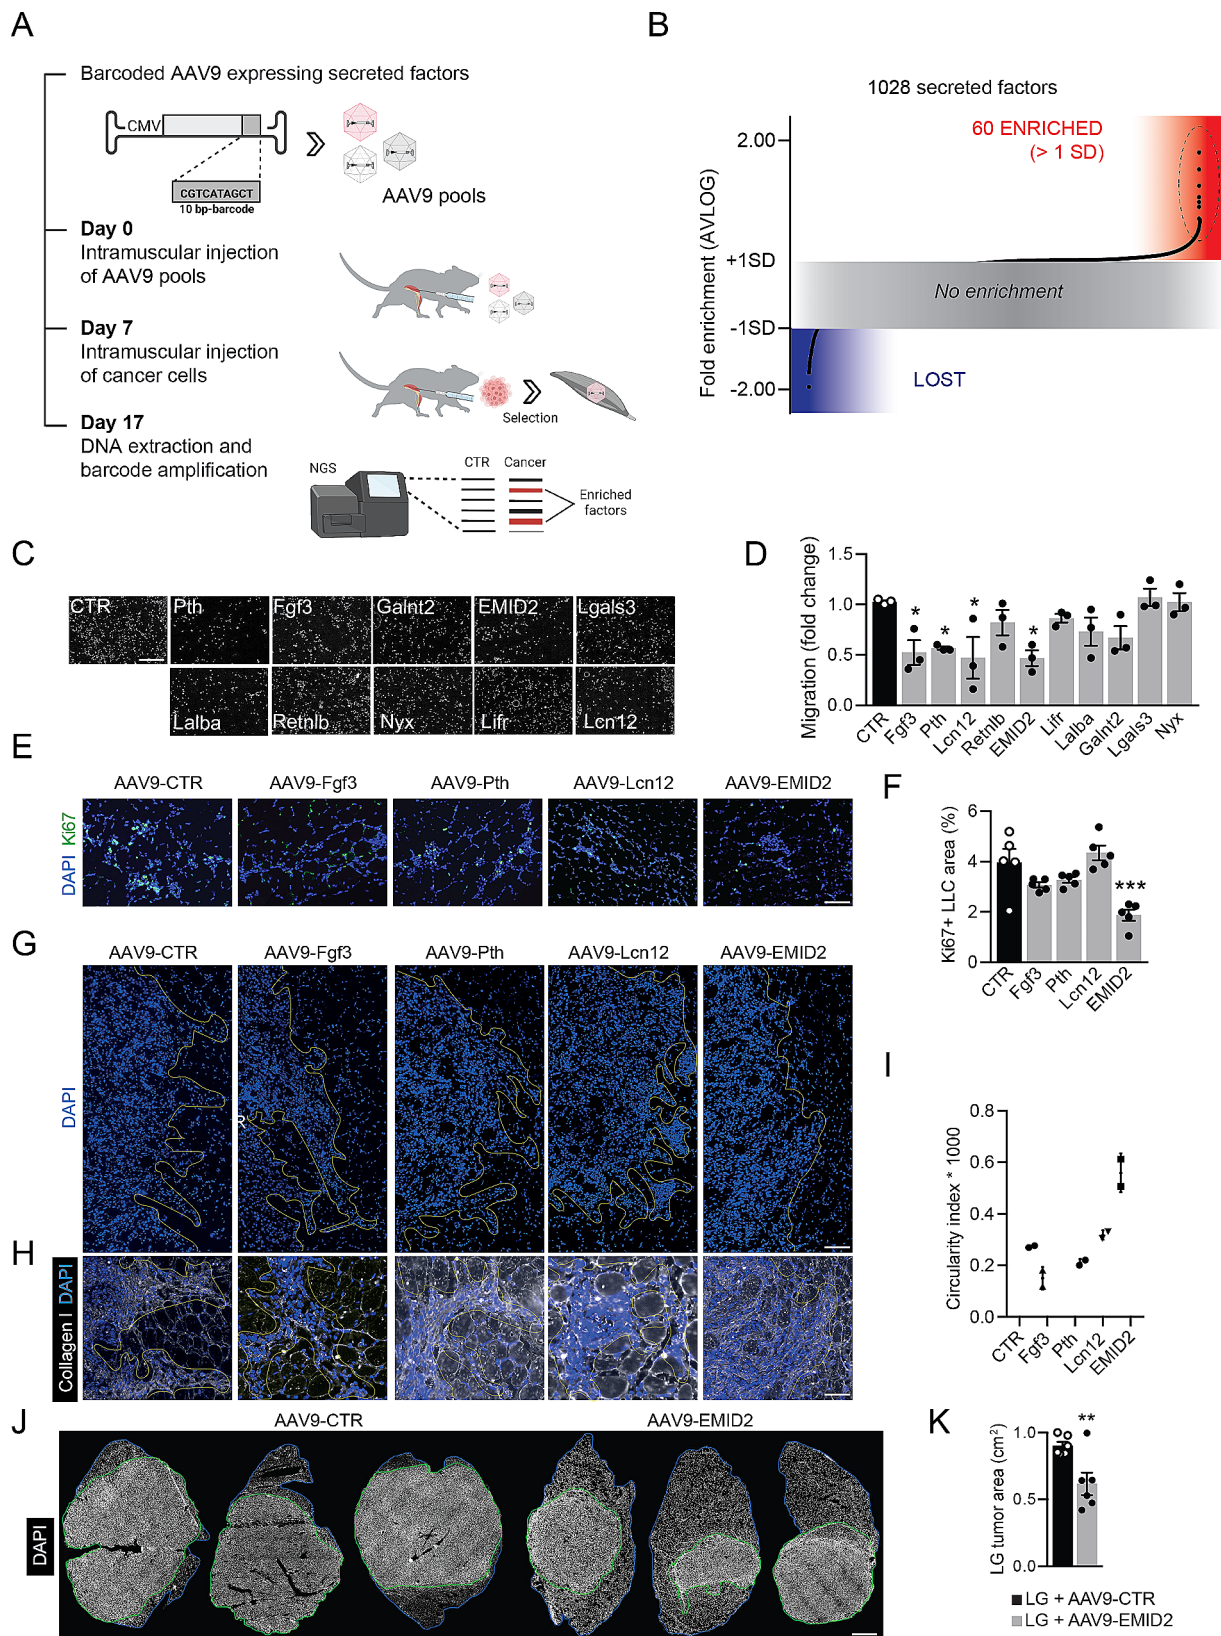 A
Barcoded AAV9 expressing secreted factors
CMV
CGTCATAGCT
10 bp-barcode
AAV9 pools
Day 0
Intramuscular injection
of AAV9 pools
Day 7
Intramuscular injection
of cancer cells
Selection
Day 17
DNA extraction and
barcode amplification
NGS
CTR
Cancer
Enriched
factors
B
1028 secreted factors
60 ENRICHED
(> 1 SD)
Fold enrichment (AVLOG)
2.00
+1SD
-1SD
-2.00
No enrichment
LOST
C
CTR
Pth
Fgf3
Galnt2
EMID2
Lgals3
Lalba
Retnlb
Nyx
Lifr
Lcn12
D
Migration (fold change)
1.5
1.0
0.5
0.0
* * * *
CTR
Fgf3
Pth
Lcn12
Retnlb
EMID2
Lifr
Lalba
Galnt2
Lgals3
Nyx
E
AAV9-CTR
AAV9-Fgf3
AAV9-Pth
AAV9-Lcn12
AAV9-EMID2
DAPI Ki67
F
Ki67+ LLC area (%)
6
4
2
0
***
CTR
Fgf3
Pth
Lcn12
EMID2
G
AAV9-CTR
AAV9-Fgf3
AAV9-Pth
AAV9-Lcn12
AAV9-EMID2
DAPI
R
H
Collagen I DAPI
I
Circularity index * 1000
0.8
0.6
0.4
0.2
0.0
CTR
Fgf3
Pth
Lcn12
EMID2
J
AAV9-CTR
AAV9-EMID2
DAPI
K
LG tumor area (cm²)
1.0
0.5
0.0
**
LG + AAV9-CTR
LG + AAV9-EMID2